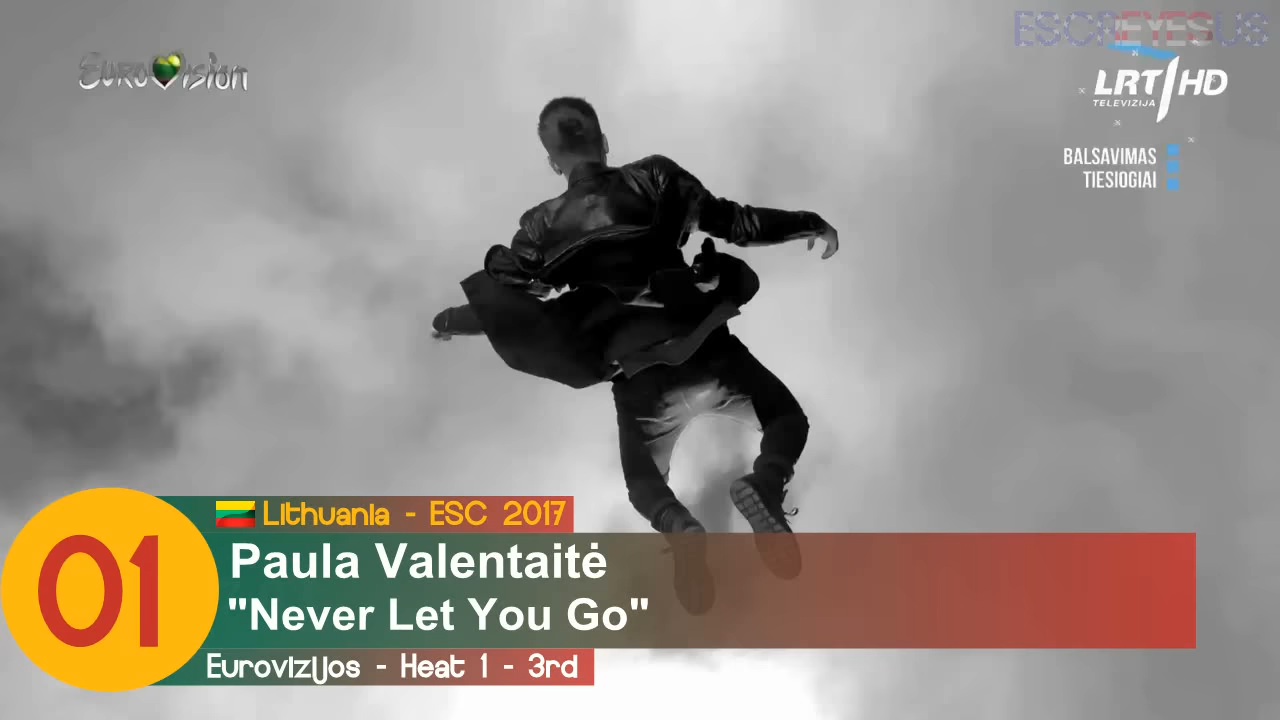 ESCREYESUS
EUROVISION
LRT HD
TELEVIZIJA
BALSAVIMAS
TIESIOGIAI
Lithuania - ESC 2017
01
Paula Valentaitė
"Never Let You Go"
Eurovizijos - Heat 1 - 3rd